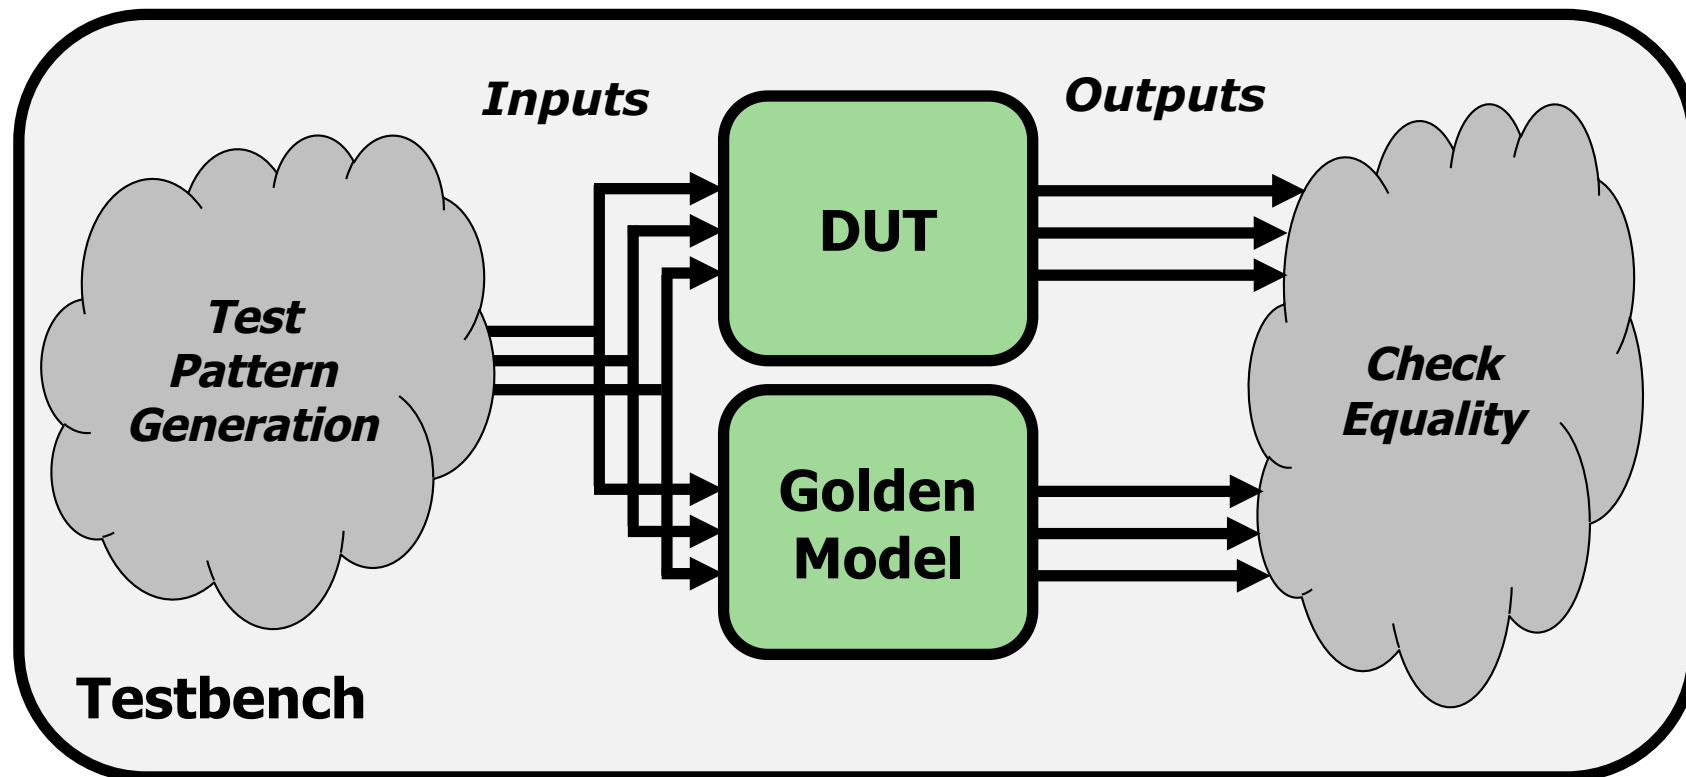 Inputs
Outputs
DUT
Test
Pattern
Generation
Check
Equality
Golden
Model
Testbench